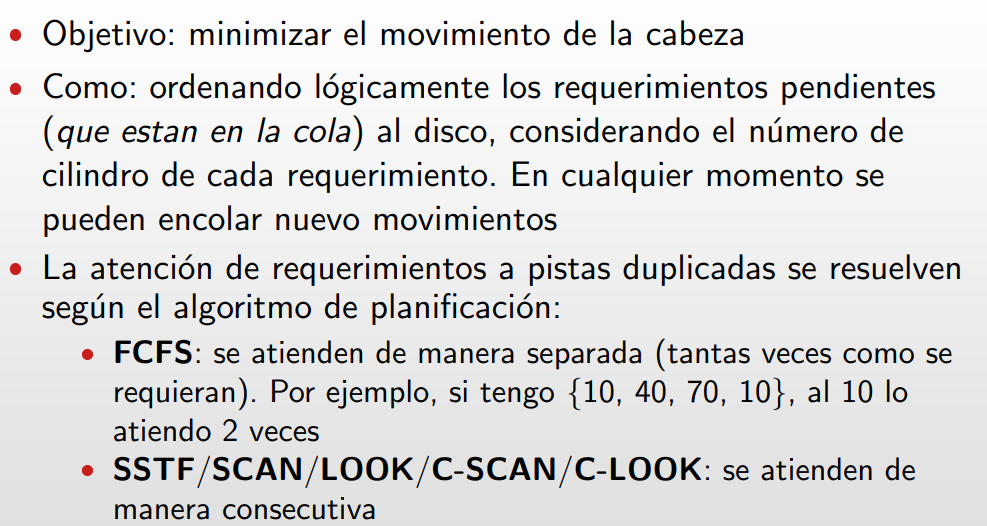 • Objetivo: minimizar el movimiento de la cabeza
• Como: ordenando lógicamente los requerimientos pendientes
(que estan en la cola) al disco, considerando el número de
cilindro de cada requerimiento. En cualquier momento se
pueden encolar nuevo movimientos
• La atención de requerimientos a pistas duplicadas se resuelven
según el algoritmo de planificación:
• FCFS: se atienden de manera separada (tantas veces como se
requieran). Por ejemplo, si tengo {10, 40, 70, 10}, al 10 lo
atiendo 2 veces
• SSTF/SCAN/LOOK/C-SCAN/C-LOOK: se atienden de
manera consecutiva